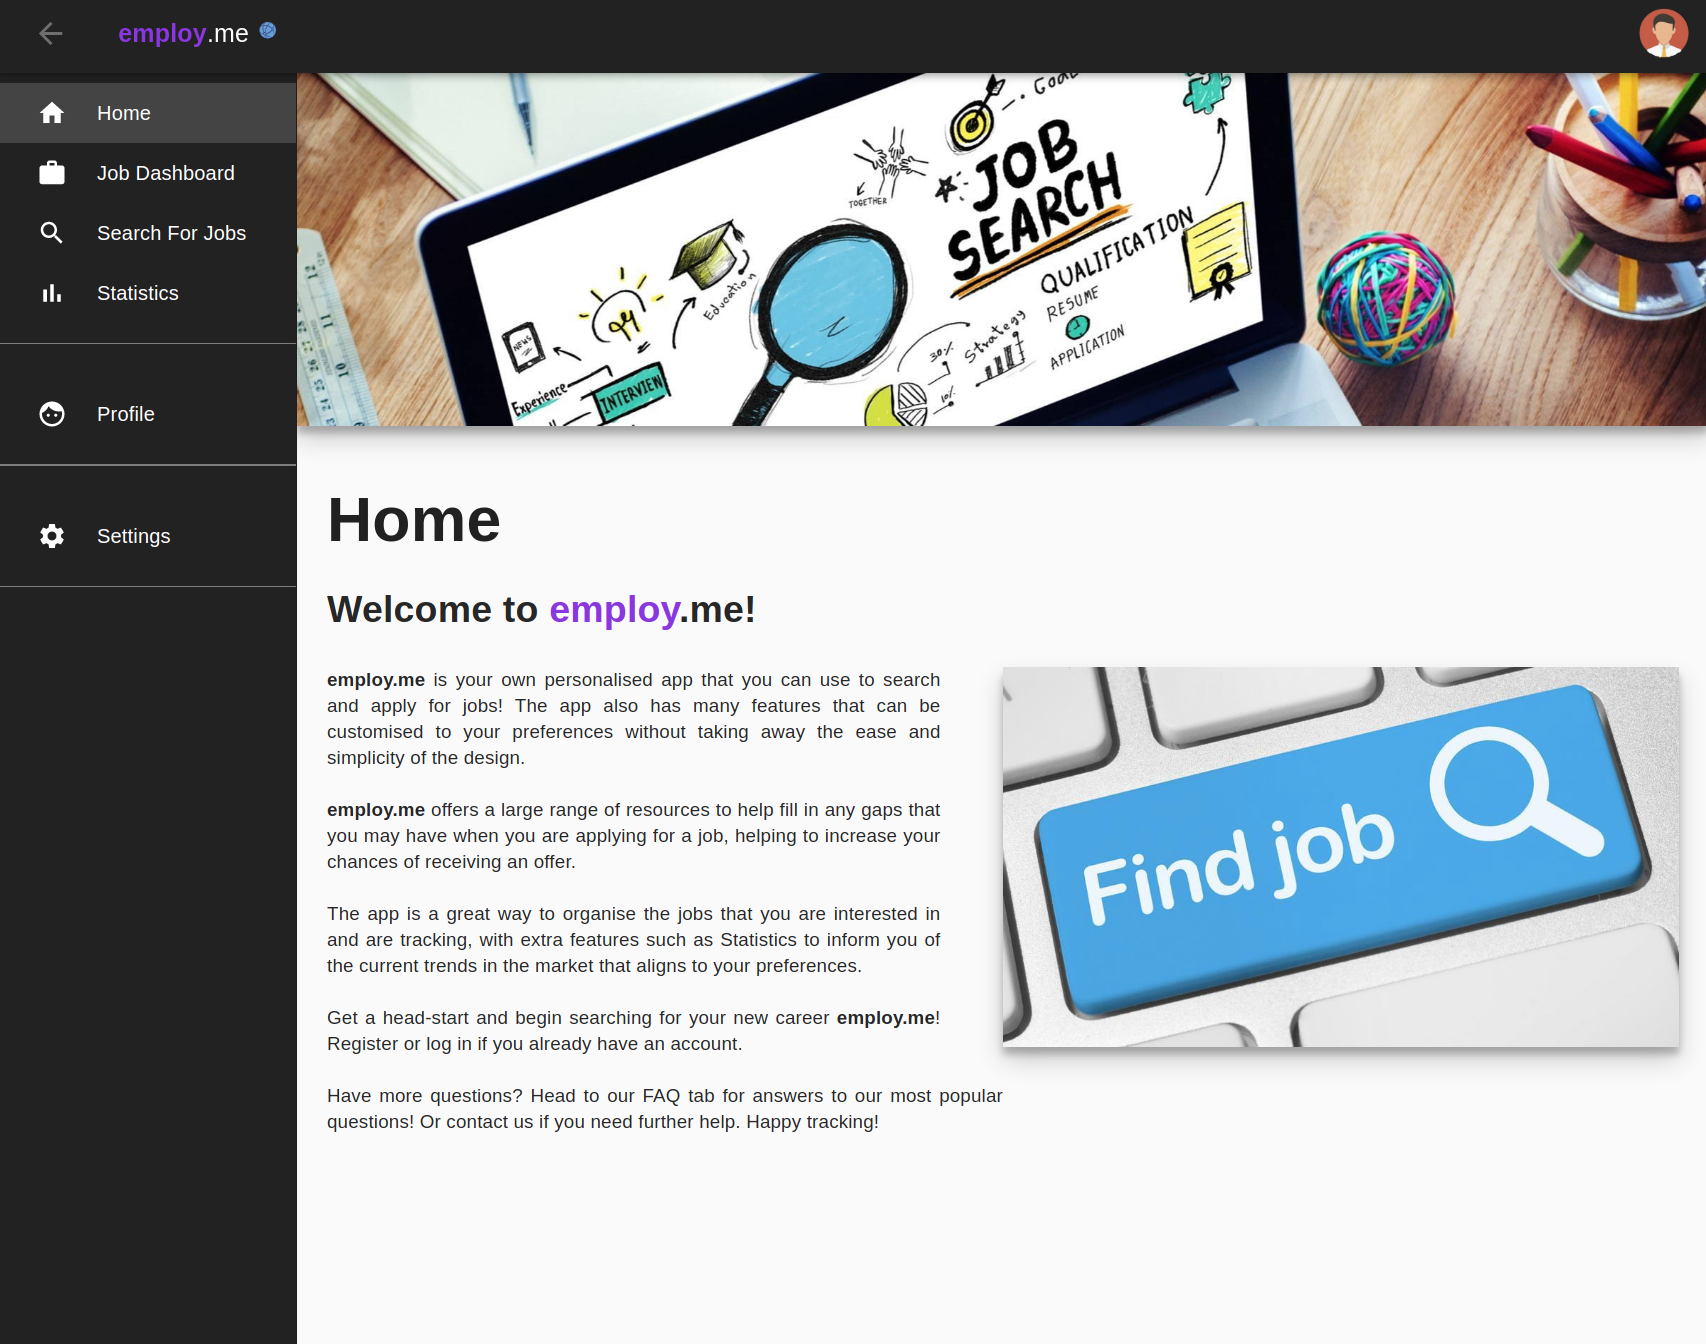 employ.me
Home
Job Dashboard
Search For Jobs
Statistics
Profile
Settings
Goal
JOB
SEARCH
TOGETHER
QUALIFICATION
Education
RESUME
APPLICATION
Strategy
30%
10%
NEWS
Experience
INTERVIEW
11
10
Home
Welcome to employ.me!
employ.me is your own personalised app that you can use to search
and apply for jobs! The app also has many features that can be
customised to your preferences without taking away the ease and
simplicity of the design.
employ.me offers a large range of resources to help fill in any gaps that
you may have when you are applying for a job, helping to increase your
chances of receiving an offer.
The app is a great way to organise the jobs that you are interested in
and are tracking, with extra features such as Statistics to inform you of
the current trends in the market that aligns to your preferences.
Get a head-start and begin searching for your new career employ.me!
Register or log in if you already have an account.
Have more questions? Head to our FAQ tab for answers to our most popular
questions! Or contact us if you need further help. Happy tracking!
Find job